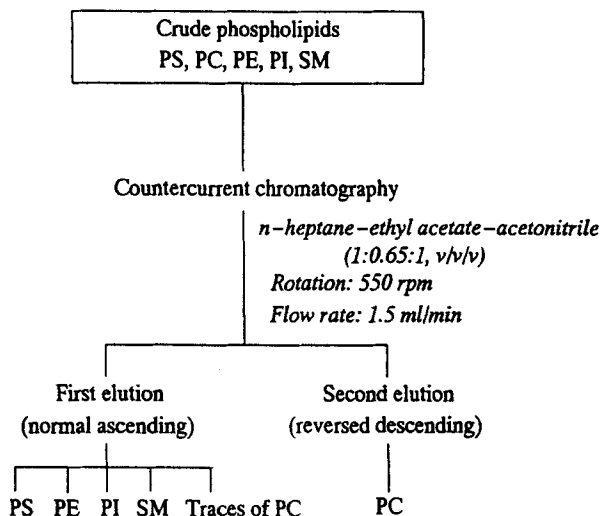 Crude phospholipids
PS, PC, PE, PI, SM
Countercurrent chromatography
n-heptane-ethyl acetate-acetonitrile
(1:0.65:1, v/v/v)
Rotation: 550 rpm
Flow rate: 1.5 ml/min
First elution
(normal ascending)
Second elution
(reversed descending)
PS PE PI SM Traces of PC
PC